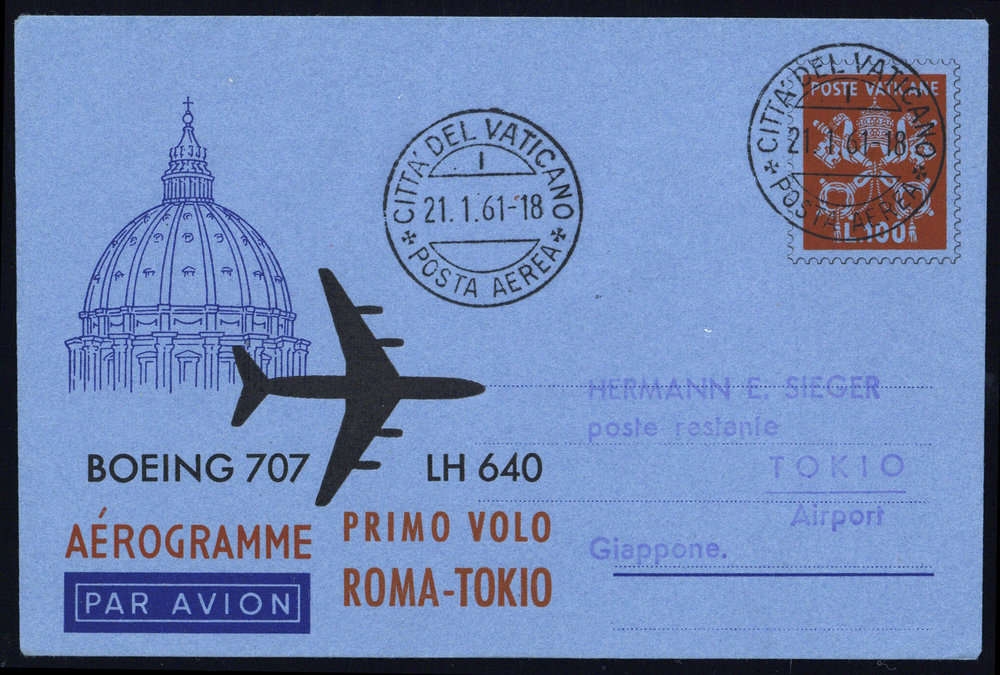 CITTA' DEL VATICANO
I
21. 1. 61-18
POSTA AEREA
CITTA' DEL VATICANO
I
21. 1. 61-18
POSTA AEREA
POSTE VATICANE
L.100
HERMANN E. SIEGER
poste restante
TOKIO
Airport
Giappone.
BOEING 707
LH 640
AÉROGRAMME
PRIMO VOLO
ROMA-TOKIO
PAR AVION